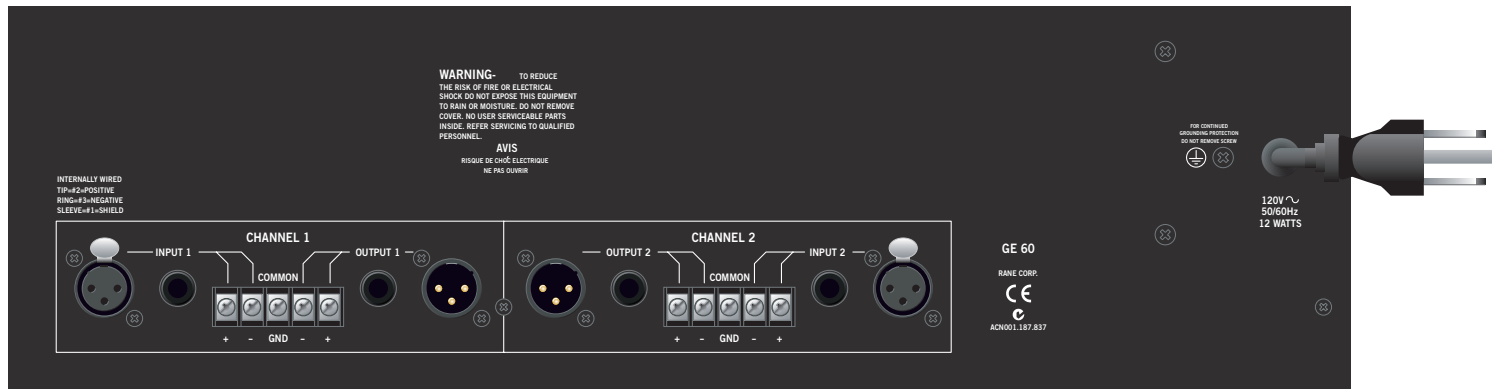 WARNING- TO REDUCE
THE RISK OF FIRE OR ELECTRICAL
SHOCK DO NOT EXPOSE THIS EQUIPMENT
TO RAIN OR MOISTURE. DO NOT REMOVE
COVER. NO USER SERVICEABLE PARTS
INSIDE. REFER SERVICING TO QUALIFIED
PERSONNEL.
AVIS
RISQUE DE CHOC ÉLECTRIQUE
NE PAS OUVRIR
FOR CONTINUED
GROUNDING PROTECTION
DO NOT REMOVE SCREW
INTERNALLY WIRED
TIP=#2=POSITIVE
RING=#3=NEGATIVE
SLEEVE=#1=SHIELD
120V
50/60Hz
12 WATTS
CHANNEL 1
INPUT 1
OUTPUT 1
COMMON
+ – GND – +
CHANNEL 2
OUTPUT 2
INPUT 2
COMMON
+ – GND – +
GE 60
RANE CORP.
CE
ACN001.187.837